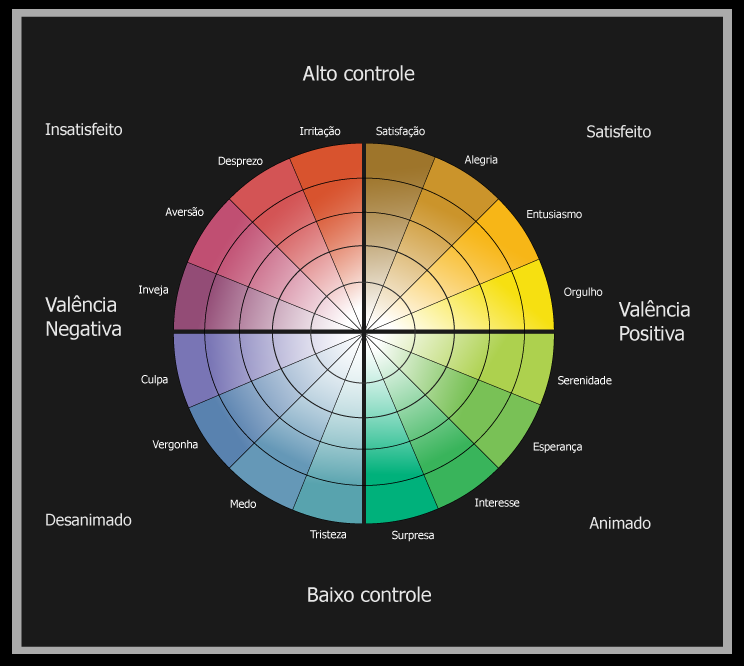 Alto controle
Insatisfeito
Satisfeito
Irritação
Satisfação
Desprezo
Alegria
Aversão
Entusiasmo
Inveja
Orgulho
Valência
Negativa
Valência
Positiva
Culpa
Serenidade
Vergonha
Esperança
Medo
Interesse
Desanimado
Animado
Tristeza
Surpresa
Baixo controle